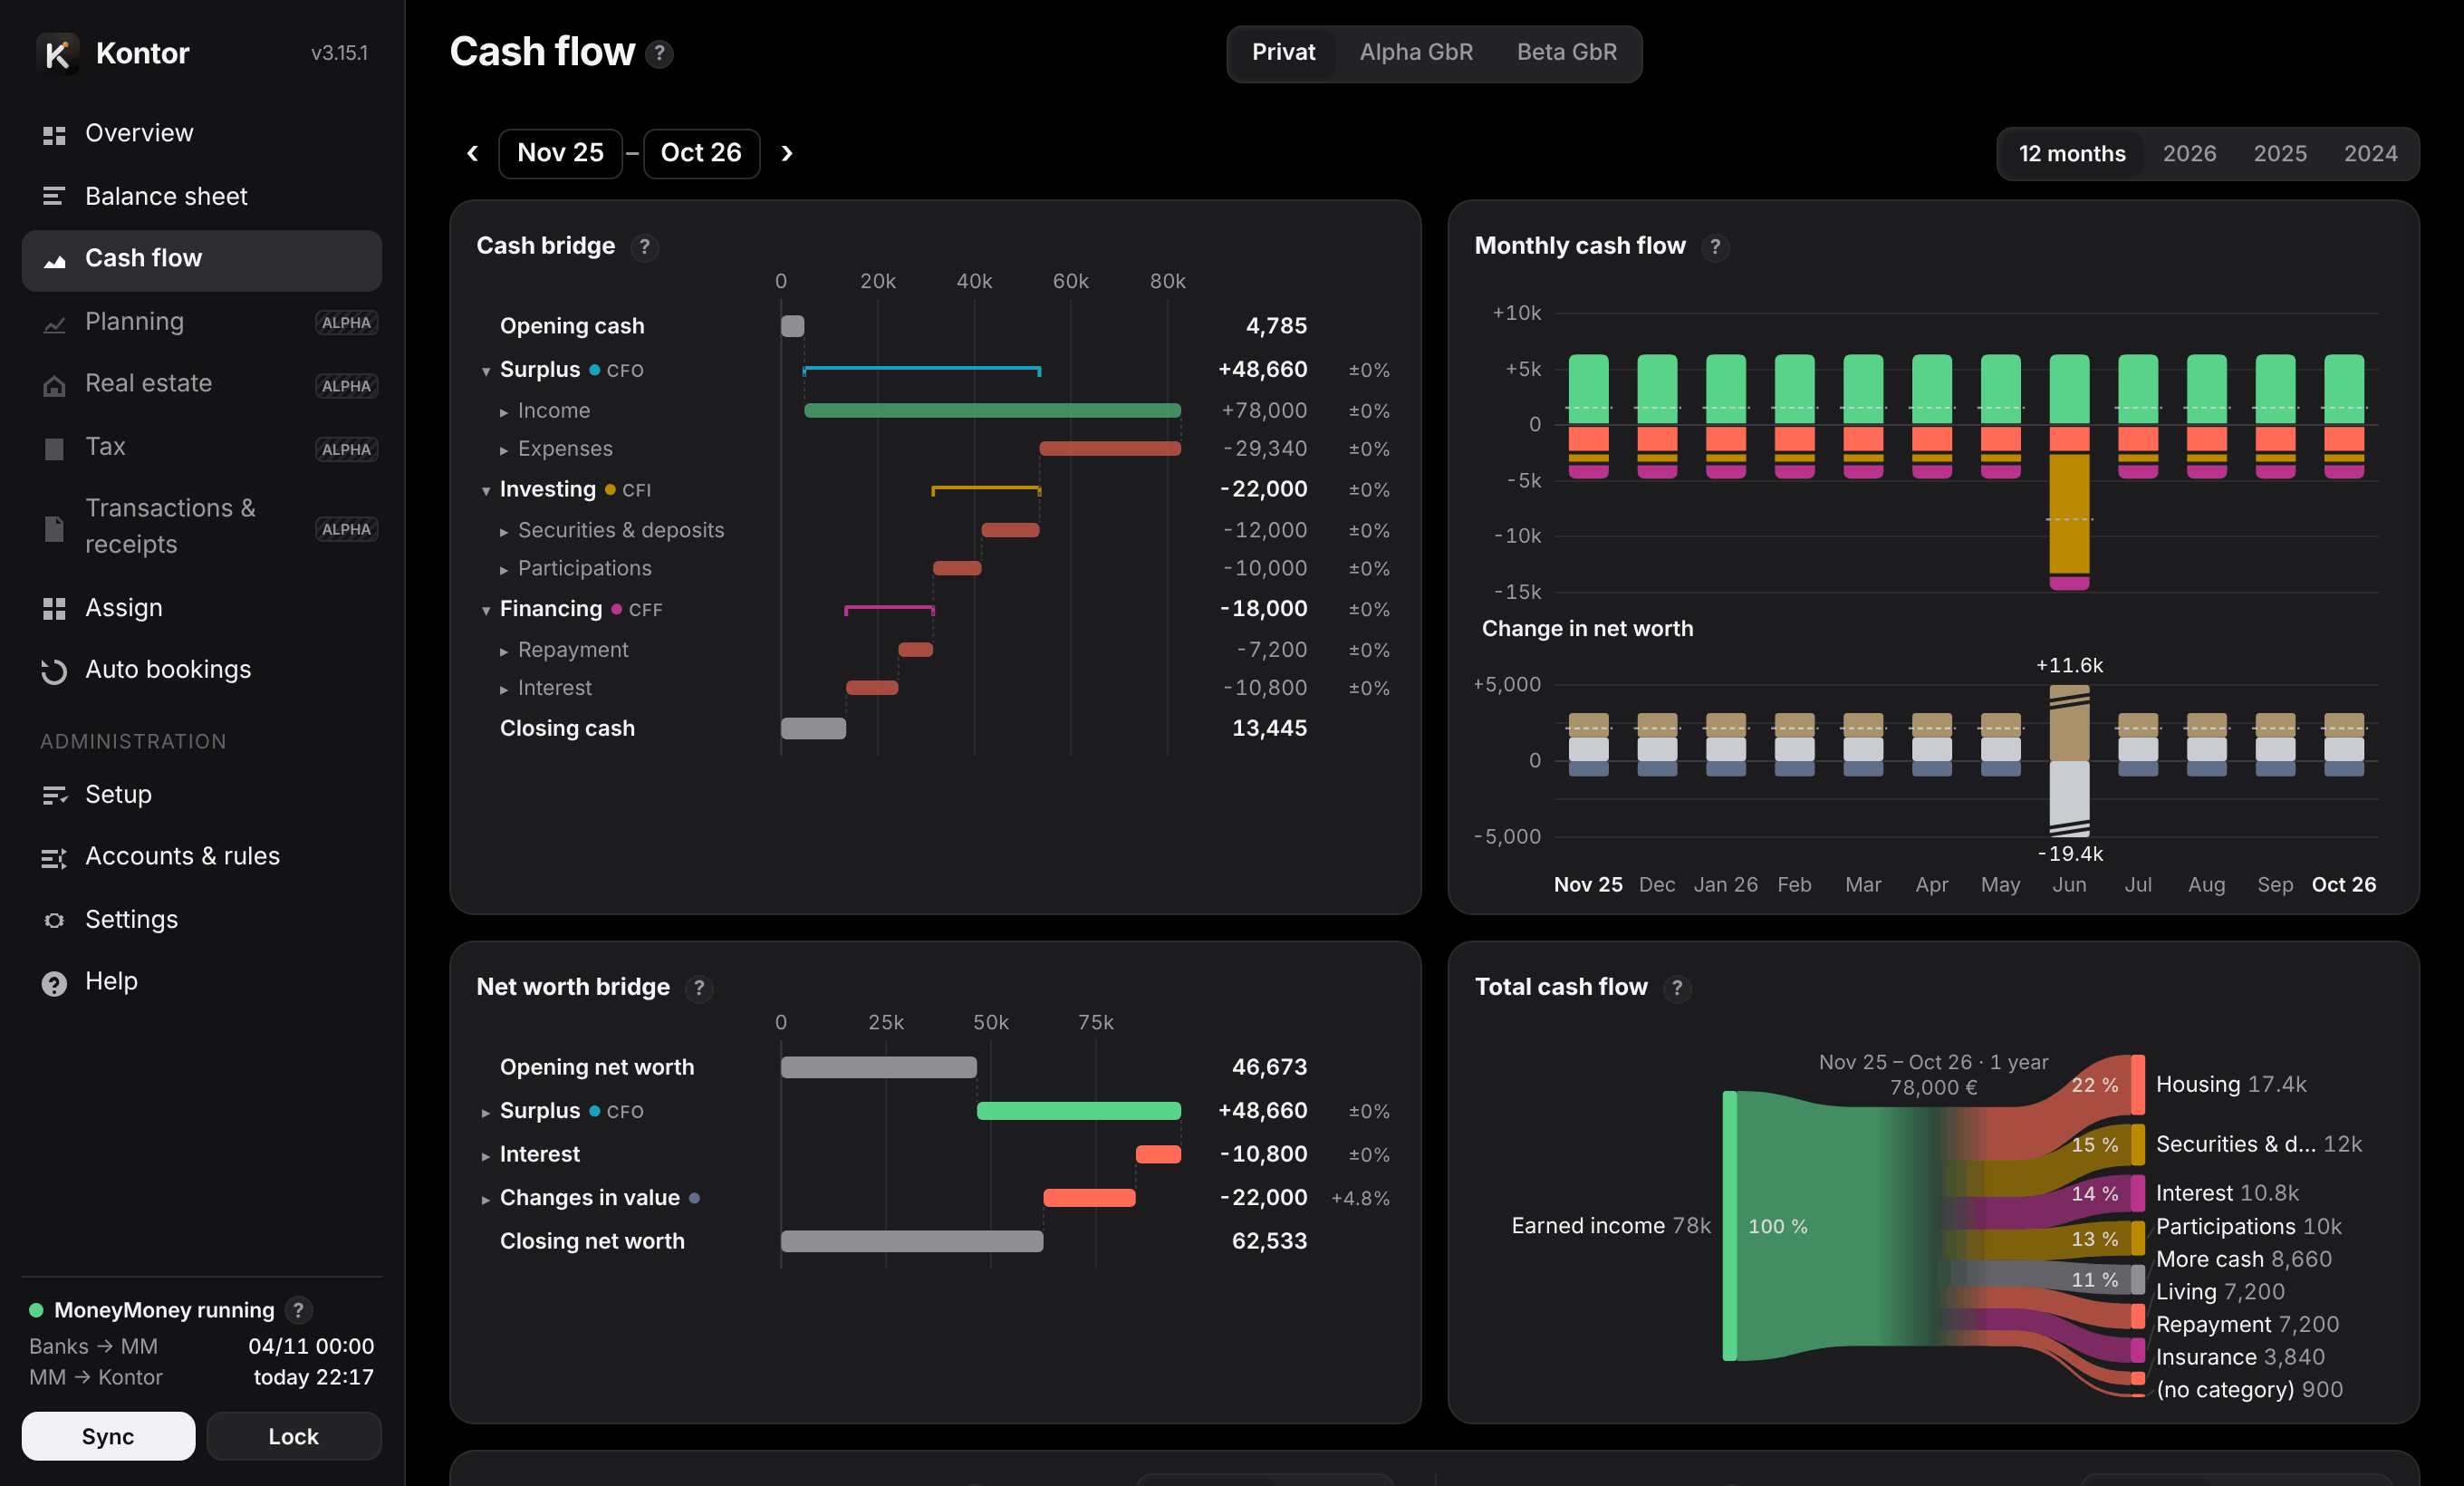 Kontor
v3.15.1
Overview
Balance sheet
Cash flow
Planning ALPHA
Real estate ALPHA
Tax ALPHA
Transactions &
receipts ALPHA
Assign
Auto bookings
ADMINISTRATION
Setup
Accounts & rules
Settings
Help
MoneyMoney running ?
Banks → MM 04/11 00:00
MM → Kontor today 22:17
Sync Lock
Cash flow ?
Privat Alpha GbR Beta GbR
‹ Nov 25 – Oct 26 ›
12 months 2026 2025 2024
Cash bridge ?
0 20k 40k 60k 80k
Opening cash 4,785
▾ Surplus CFO +48,660 ±0%
▸ Income +78,000 ±0%
▸ Expenses -29,340 ±0%
▾ Investing CFI -22,000 ±0%
▸ Securities & deposits -12,000 ±0%
▸ Participations -10,000 ±0%
▾ Financing CFF -18,000 ±0%
▸ Repayment -7,200 ±0%
▸ Interest -10,800 ±0%
Closing cash 13,445
Monthly cash flow ?
+10k
+5k
0
-5k
-10k
-15k
Change in net worth
+11.6k
+5,000
0
-5,000
-19.4k
Nov 25 Dec Jan 26 Feb Mar Apr May Jun Jul Aug Sep Oct 26
Net worth bridge ?
0 25k 50k 75k
Opening net worth 46,673
▸ Surplus CFO +48,660 ±0%
▸ Interest -10,800 ±0%
▸ Changes in value -22,000 +4.8%
Closing net worth 62,533
Total cash flow ?
Nov 25 – Oct 26 · 1 year
78,000 €
Earned income 78k 100 %
22 % Housing 17.4k
15 % Securities & d... 12k
14 % Interest 10.8k
13 % Participations 10k
11 % More cash 8,660
Living 7,200
Repayment 7,200
Insurance 3,840
(no category) 900